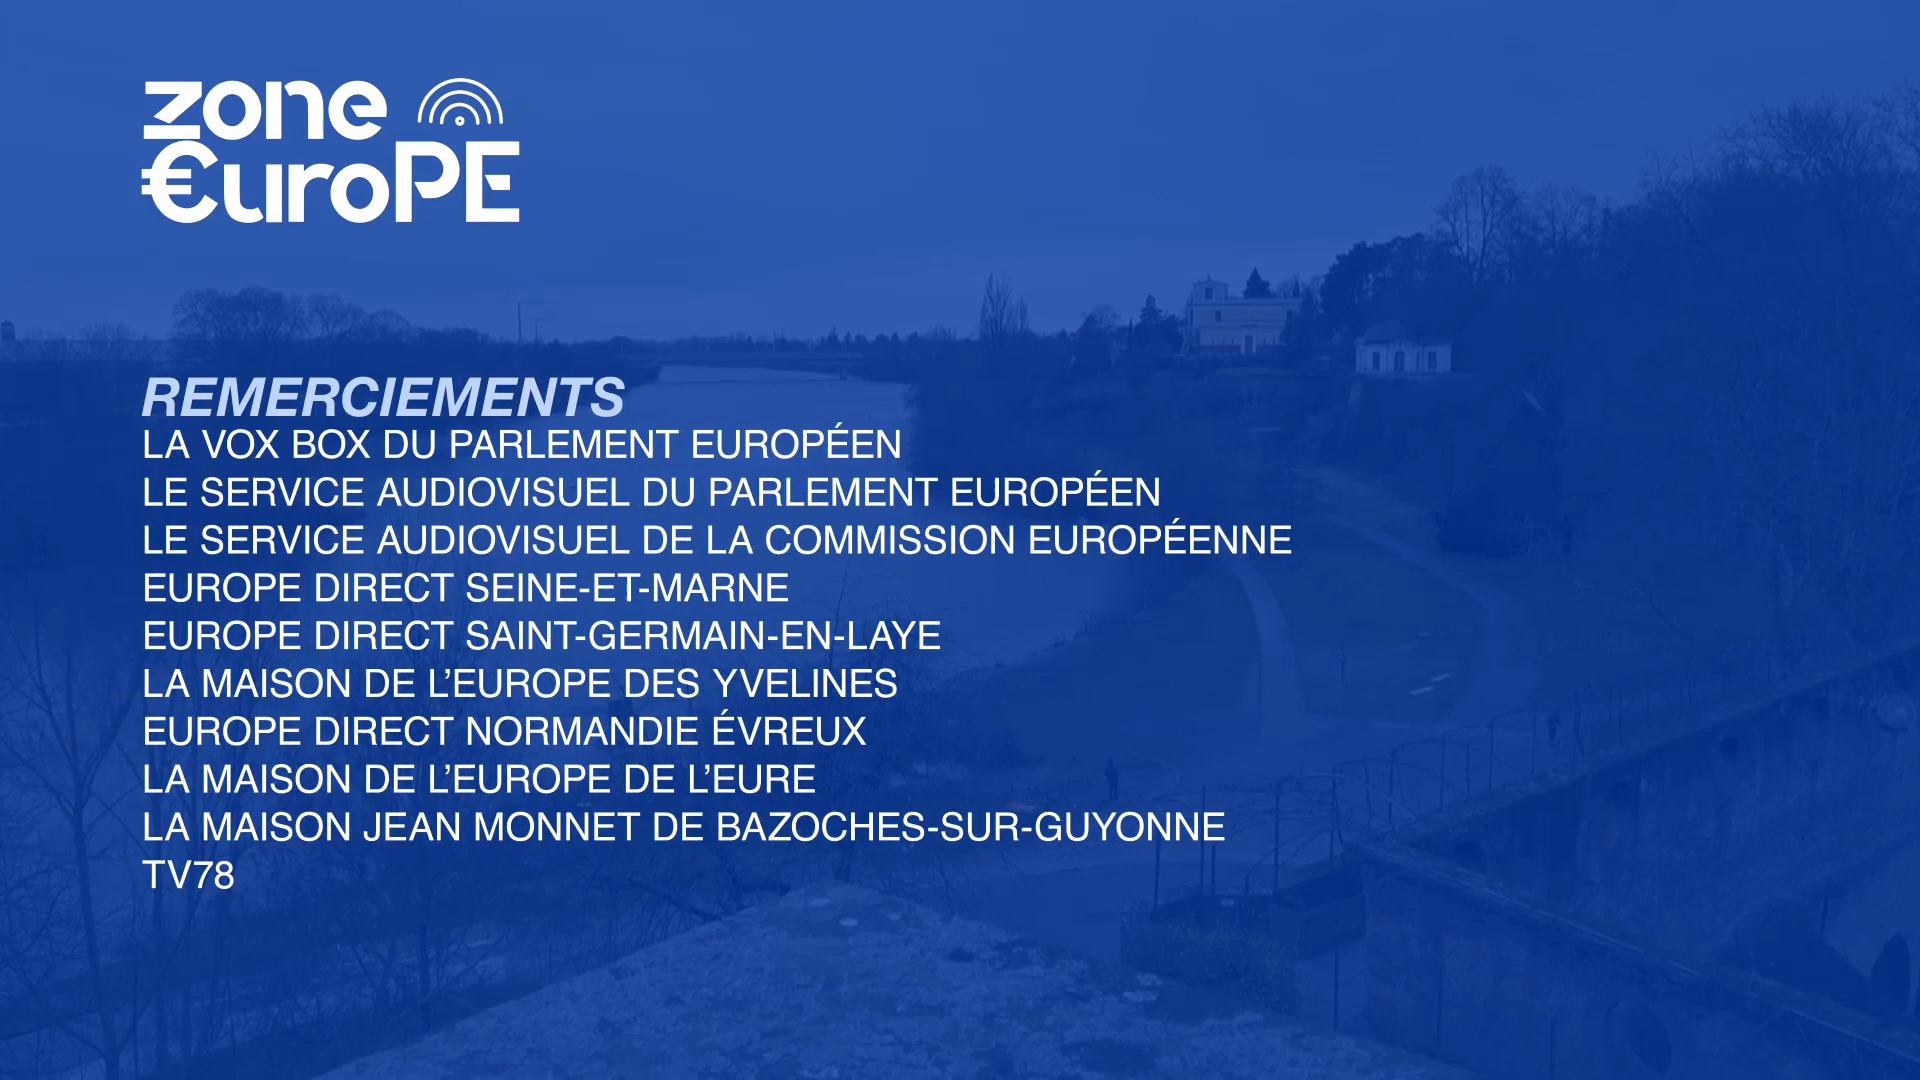 zone
€uroPE
REMERCIEMENTS
LA VOX BOX DU PARLEMENT EUROPÉEN
LE SERVICE AUDIOVISUEL DU PARLEMENT EUROPÉEN
LE SERVICE AUDIOVISUEL DE LA COMMISSION EUROPÉENNE
EUROPE DIRECT SEINE-ET-MARNE
EUROPE DIRECT SAINT-GERMAIN-EN-LAYE
LA MAISON DE L’EUROPE DES YVELINES
EUROPE DIRECT NORMANDIE ÉVREUX
LA MAISON DE L’EUROPE DE L’EURE
LA MAISON JEAN MONNET DE BAZOCHES-SUR-GUYONNE
TV78